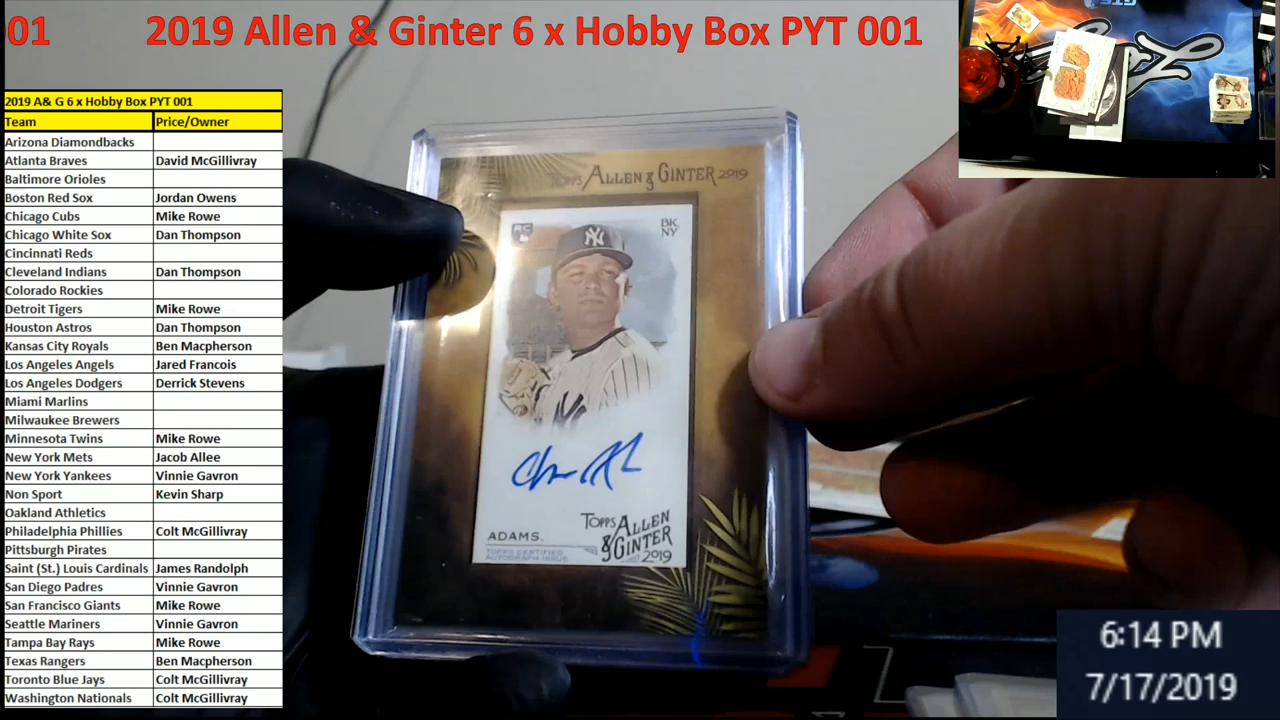 01 2019 Allen & Ginter 6 x Hobby Box PYT 001
2019 A& G 6 x Hobby Box PYT 001
Team Price/Owner
Arizona Diamondbacks
Atlanta Braves David McGillivray
Baltimore Orioles
Boston Red Sox Jordan Owens
Chicago Cubs Mike Rowe
Chicago White Sox Dan Thompson
Cincinnati Reds
Cleveland Indians Dan Thompson
Colorado Rockies
Detroit Tigers Mike Rowe
Houston Astros Dan Thompson
Kansas City Royals Ben Macpherson
Los Angeles Angels Jared Francois
Los Angeles Dodgers Derrick Stevens
Miami Marlins
Milwaukee Brewers
Minnesota Twins Mike Rowe
New York Mets Jacob Allee
New York Yankees Vinnie Gavron
Non Sport Kevin Sharp
Oakland Athletics
Philadelphia Phillies Colt McGillivray
Pittsburgh Pirates
Saint (St.) Louis Cardinals James Randolph
San Diego Padres Vinnie Gavron
San Francisco Giants Mike Rowe
Seattle Mariners Vinnie Gavron
Tampa Bay Rays Mike Rowe
Texas Rangers Ben Macpherson
Toronto Blue Jays Colt McGillivray
Washington Nationals Colt McGillivray
TOPPS ALLEN & GINTER 2019
RC
BK
NY
NY
ADAMS.
TOPPS CERTIFIED
AUTOGRAPH ISSUE
TOPPS ALLEN
& GINTER
2019
6:14 PM
7/17/2019